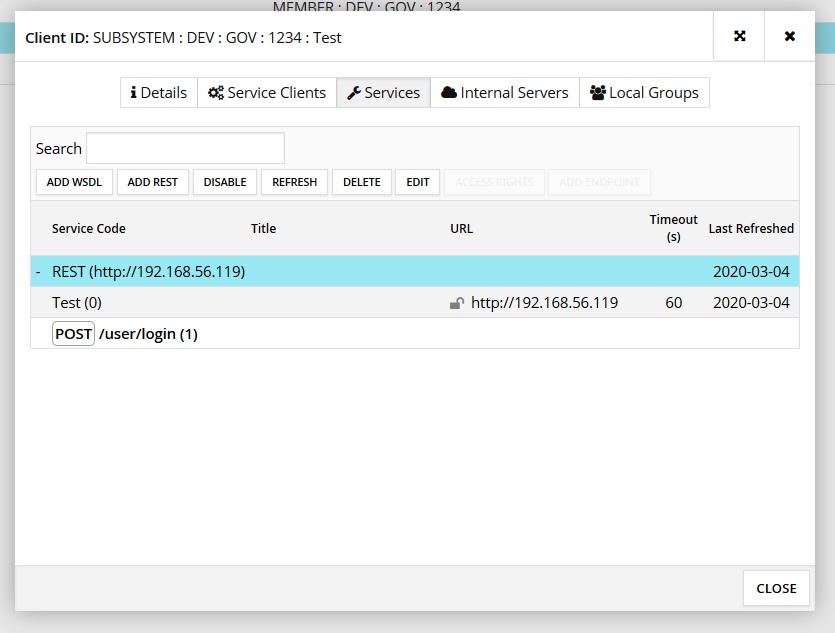 MEMBER : DEV : GOV : 1234
Client ID: SUBSYSTEM : DEV : GOV : 1234 : Test
Details Service Clients Services Internal Servers Local Groups
Search
ADD WSDL ADD REST DISABLE REFRESH DELETE EDIT ACCESS RIGHTS ADD ENDPOINT
Service Code Title URL Timeout (s) Last Refreshed
- REST (http://192.168.56.119) 2020-03-04
Test (0) http://192.168.56.119 60 2020-03-04
POST /user/login (1)
CLOSE